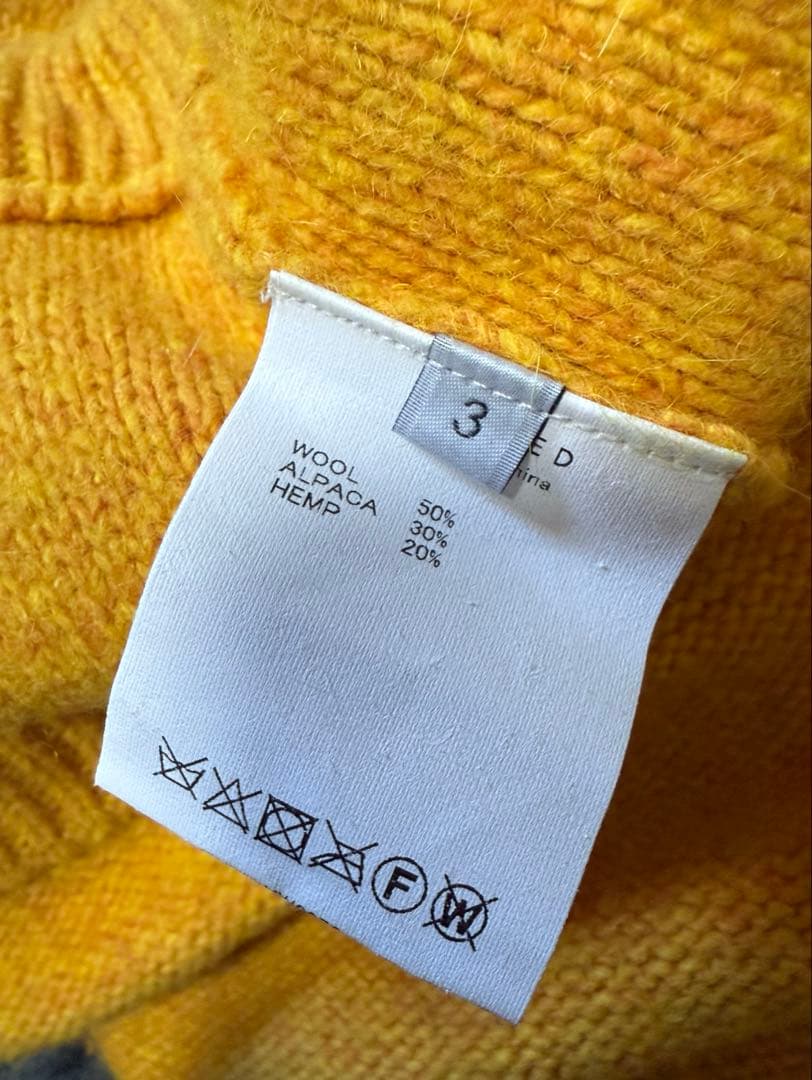 3
WOOL 50%
ALPACA 30%
HEMP 20%
F
W